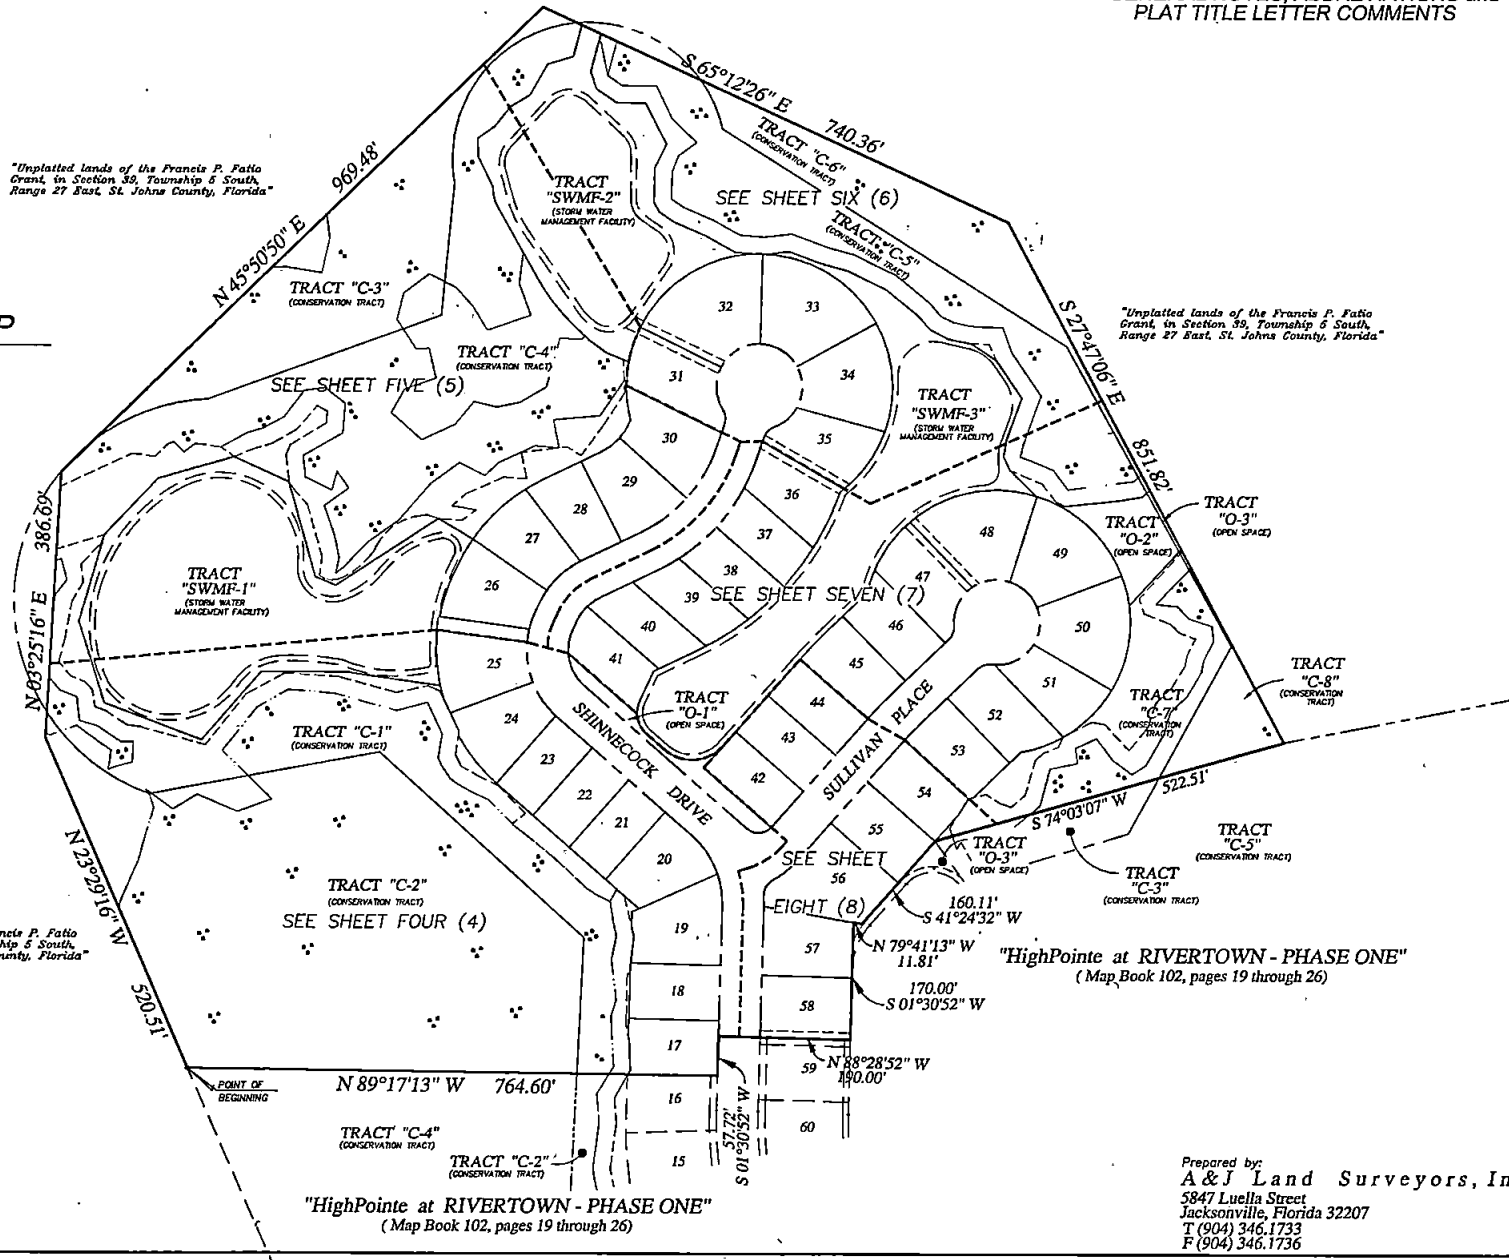 PLAT TITLE LETTER COMMENTS
S 65°12'26" E
740.36'
969.48'
N 45°50'50" E
"Unplatted lands of the Francis P. Fatio
Grant, in Section 39, Township 5 South,
Range 27 East, St. Johns County, Florida"
TRACT "C-6"
(CONSERVATION TRACT)
TRACT
"SWMF-2"
(STORM WATER
MANAGEMENT FACILITY)
SEE SHEET SIX (6)
TRACT "C-5"
(CONSERVATION TRACT)
TRACT "C-3"
(CONSERVATION TRACT)
32
33
S 27°47'06" E
"Unplatted lands of the Francis P. Fatio
Grant, in Section 39, Township 5 South,
Range 27 East, St. Johns County, Florida"
TRACT "C-4"
(CONSERVATION TRACT)
SEE SHEET FIVE (5)
31
34
TRACT
"SWMF-3"
(STORM WATER
MANAGEMENT FACILITY)
30
35
851.82'
29
36
28
37
27
38
26
39
SEE SHEET SEVEN (7)
40
41
47
46
45
44
43
42
48
49
50
51
52
53
54
55
56
TRACT
"O-3"
(OPEN SPACE)
TRACT
"O-2"
(OPEN SPACE)
386.69'
N 03°25'16" E
TRACT
"SWMF-1"
(STORM WATER
MANAGEMENT FACILITY)
25
24
23
22
21
20
TRACT
"O-1"
(OPEN SPACE)
SHINNECOCK DRIVE
SULLIVAN PLACE
TRACT
"C-8"
(CONSERVATION
TRACT)
TRACT
"C-7"
(CONSERVATION
TRACT)
TRACT "C-1"
(CONSERVATION TRACT)
522.51'
S 74°03'07" W
TRACT
"C-5"
(CONSERVATION TRACT)
TRACT
"O-3"
(OPEN SPACE)
TRACT
"C-3"
(CONSERVATION TRACT)
SEE SHEET
EIGHT (8)
N 23°29'16" W
520.51'
TRACT "C-2"
(CONSERVATION TRACT)
SEE SHEET FOUR (4)
P. Fatio
5 South,
Florida"
160.11'
S 41°24'32" W
N 79°41'13" W
11.81'
170.00'
S 01°30'52" W
"HighPointe at RIVERTOWN - PHASE ONE"
( Map Book 102, pages 19 through 26)
19
57
18
58
17
59
N 88°28'52" W
190.00'
POINT OF
BEGINNING
N 89°17'13" W 764.60'
16
60
15
57.72'
S 01°30'52" W
TRACT "C-4"
(CONSERVATION TRACT)
TRACT "C-2"
(CONSERVATION TRACT)
"HighPointe at RIVERTOWN - PHASE ONE"
( Map Book 102, pages 19 through 26)
Prepared by:
A & J Land Surveyors, In
5847 Luella Street
Jacksonville, Florida 32207
T (904) 346.1733
F (904) 346.1736